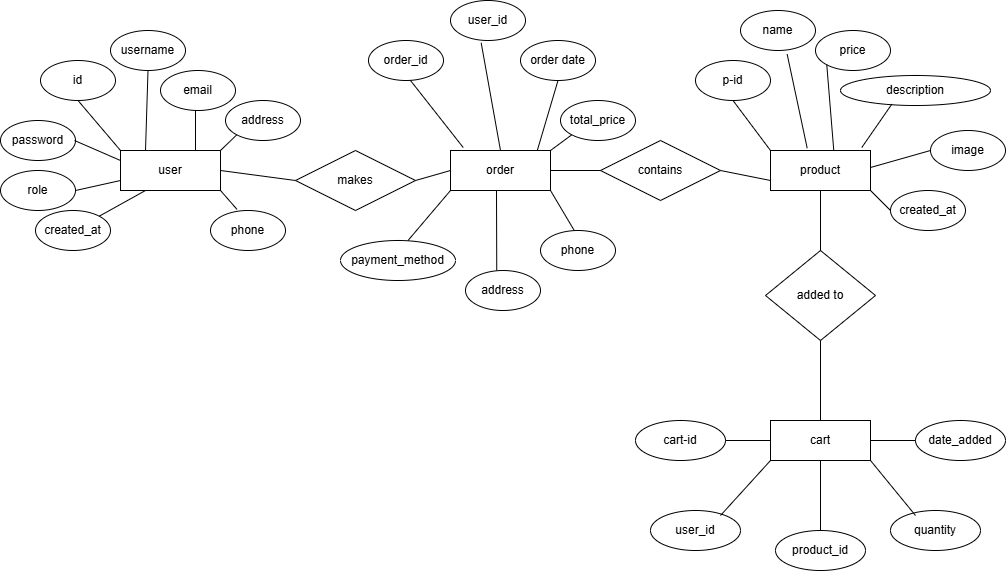 user_id
name
username
order_id
order date
price
id
email
p-id
description
address
total_price
password
image
user
makes
order
contains
product
role
created_at
created_at
phone
payment_method
phone
address
added to
cart-id
cart
date_added
user_id
product_id
quantity